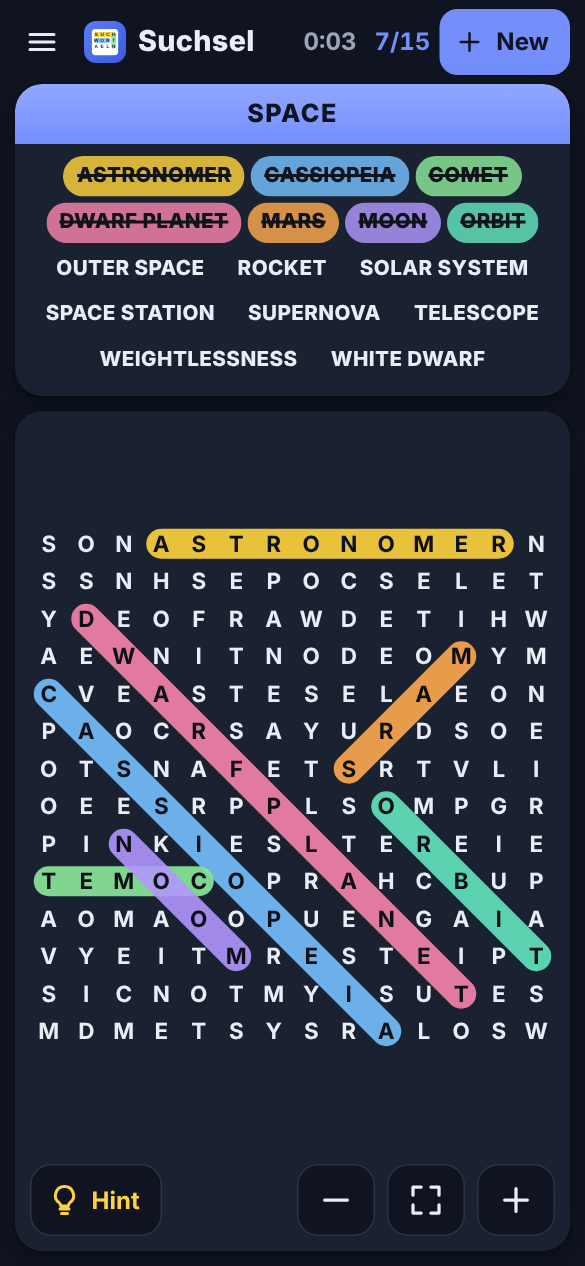 Suchsel 0:03 7/15 + New
SPACE
ASTRONOMER CASSIOPEIA COMET
DWARF PLANET MARS MOON ORBIT
OUTER SPACE ROCKET SOLAR SYSTEM
SPACE STATION SUPERNOVA TELESCOPE
WEIGHTLESSNESS WHITE DWARF
S O N A S T R O N O M E R N
S S N H S E P O C S E L E T
Y D E O F R A W D E T I H W
A E W N I T N O D E O M Y M
C V E A S T E S E L A E O N
P A O C R S A Y U R D S O E
O T S N A F E T S R T V L I
O E E S R P P L S O M P G R
P I N K I E S L T E R E I E
T E M O C O P R A H C B U P
A O M A O O P U E N G A I A
V Y E I T M R E S T E I P T
S I C N O T M Y I S U T E S
M D M E T S Y S R A L O S W
Hint